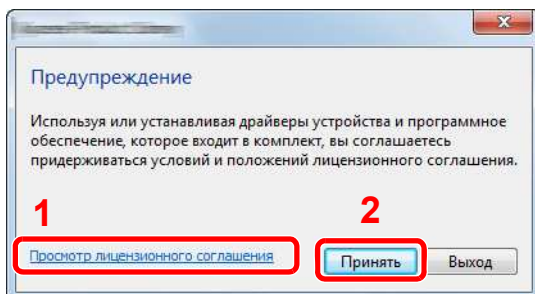 Предупреждение
Используя или устанавливая драйверы устройства и программное
обеспечение, которое входит в комплект, вы соглашаетесь
придерживаться условий и положений лицензионного соглашения.
1
2
Просмотр лицензионного соглашения
Принять
Выход